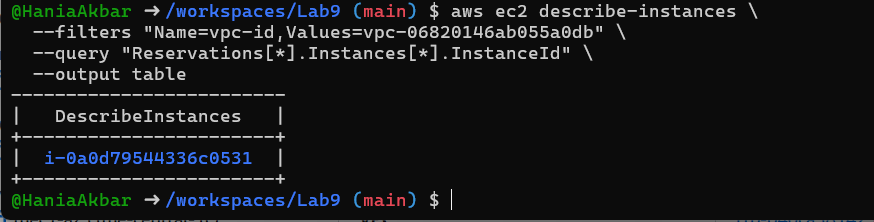 @HaniaAkbar ➜ /workspaces/Lab9 (main) $ aws ec2 describe-instances \
  --filters "Name=vpc-id,Values=vpc-06820146ab055a0db" \
  --query "Reservations[*].Instances[*].InstanceId" \
  --output table
-------------------------
|   DescribeInstances   |
+-----------------------+
|  i-0a0d79544336c0531  |
+-----------------------+
@HaniaAkbar ➜ /workspaces/Lab9 (main) $